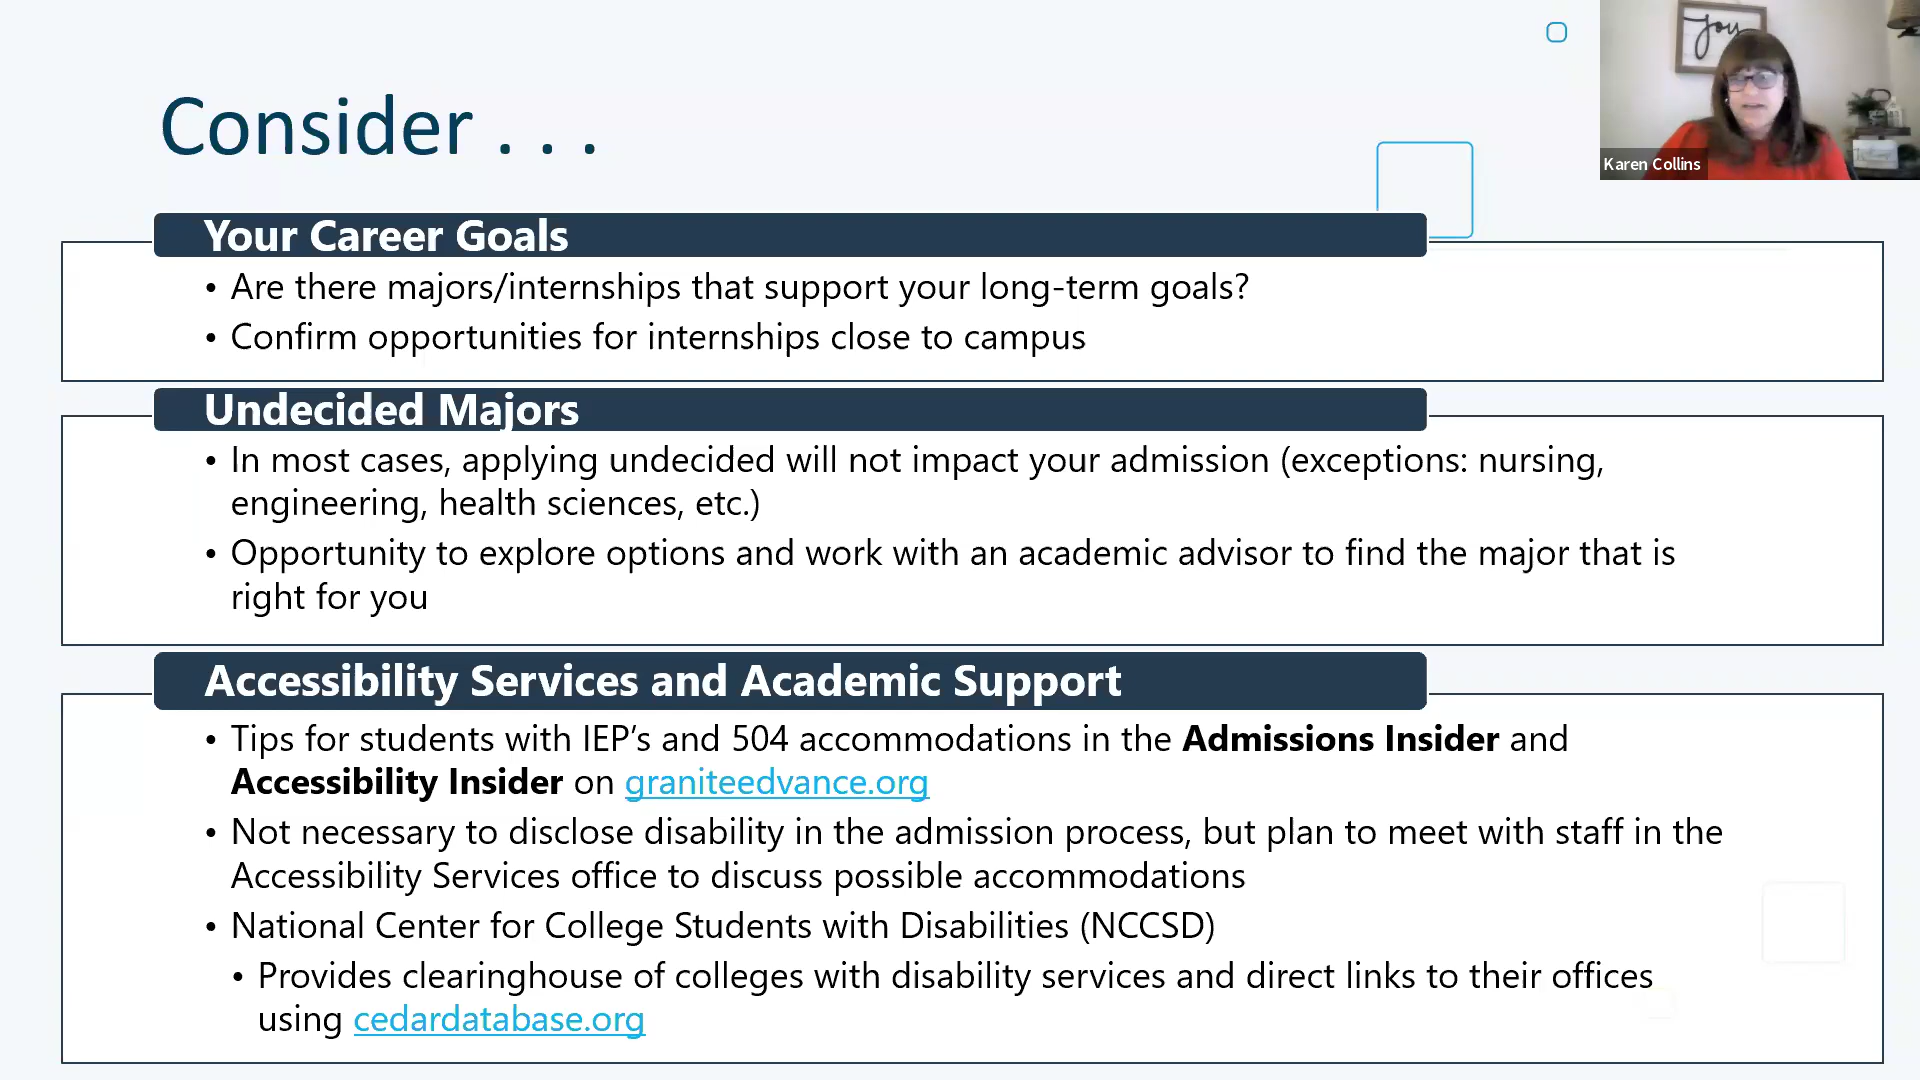 Consider . . .
you
Karen Collins
Your Career Goals
• Are there majors/internships that support your long-term goals?
• Confirm opportunities for internships close to campus
Undecided Majors
• In most cases, applying undecided will not impact your admission (exceptions: nursing,
engineering, health sciences, etc.)
• Opportunity to explore options and work with an academic advisor to find the major that is
right for you
Accessibility Services and Academic Support
• Tips for students with IEP’s and 504 accommodations in the Admissions Insider and
Accessibility Insider on graniteedvance.org
• Not necessary to disclose disability in the admission process, but plan to meet with staff in the
Accessibility Services office to discuss possible accommodations
• National Center for College Students with Disabilities (NCCSD)
• Provides clearinghouse of colleges with disability services and direct links to their offices
using cedardatabase.org